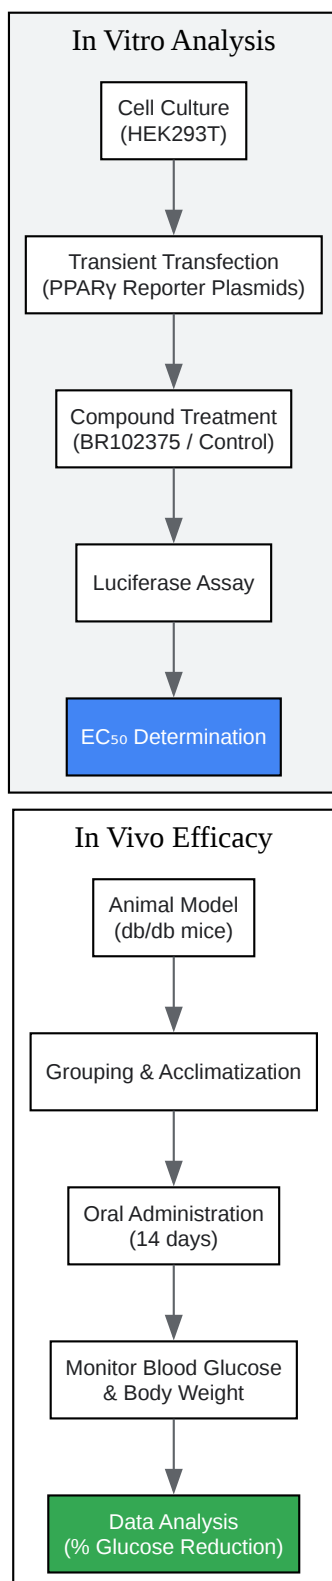 In Vitro Analysis
Cell Culture
(HEK293T)
Transient Transfection
(PPARγ Reporter Plasmids)
Compound Treatment
(BR102375 / Control)
Luciferase Assay
EC₅₀ Determination
In Vivo Efficacy
Animal Model
(db/db mice)
Grouping & Acclimatization
Oral Administration
(14 days)
Monitor Blood Glucose
& Body Weight
Data Analysis
(% Glucose Reduction)